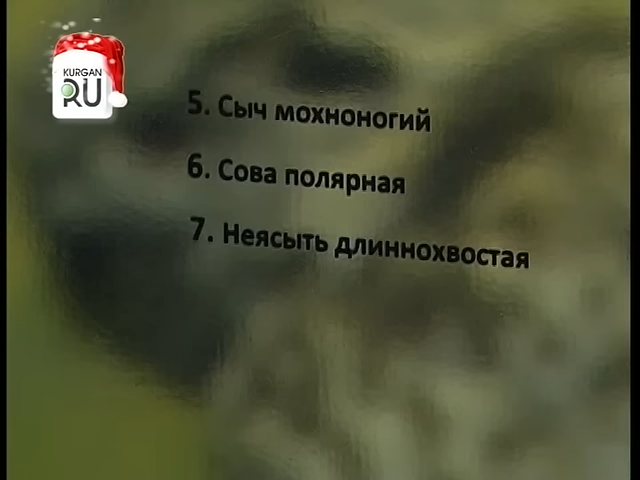 KURGAN
RU
5. Сыч мохноногий
6. Сова полярная
7. Неясыть длиннохвостая